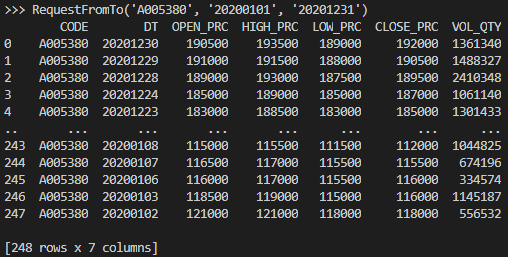 >>> RequestFromTo('A005380', '20200101', '20201231')
CODE DT OPEN_PRC HIGH_PRC LOW_PRC CLOSE_PRC VOL_QTY
0 A005380 20201230 190500 193500 189000 192000 1361340
1 A005380 20201229 191000 191500 188000 190500 1488327
2 A005380 20201228 189000 193000 187500 189500 2410348
3 A005380 20201224 185000 189000 185000 187000 1061140
4 A005380 20201223 183000 188500 183000 185000 1301433
.. ... ... ... ... ... ... ...
243 A005380 20200108 115000 115500 111500 112000 1044825
244 A005380 20200107 116500 117000 115500 115500 674196
245 A005380 20200106 116000 117000 115500 116000 334574
246 A005380 20200103 118500 119000 115000 116000 1145187
247 A005380 20200102 121000 121000 118000 118000 556532
[248 rows x 7 columns]